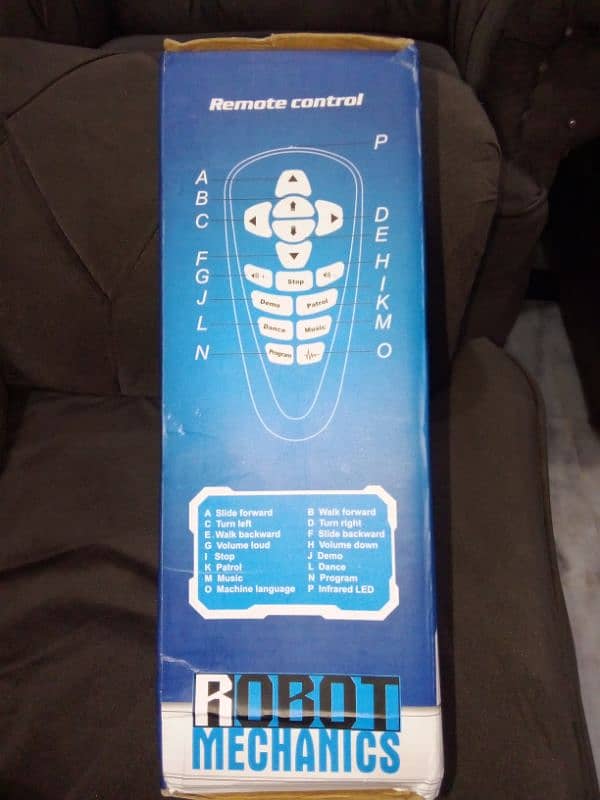 Remote control
P
A
B
C
D
E
F
G
H
I
J
K
L
M
N
O
Stop
Demo Patrol
Dance Music
Program
A Slide forward B Walk forward
C Turn left D Turn right
E Walk backward F Slide backward
G Volume loud H Volume down
I Stop J Demo
K Patrol L Dance
M Music N Program
O Machine language P Infrared LED
ROBOT
MECHANICS